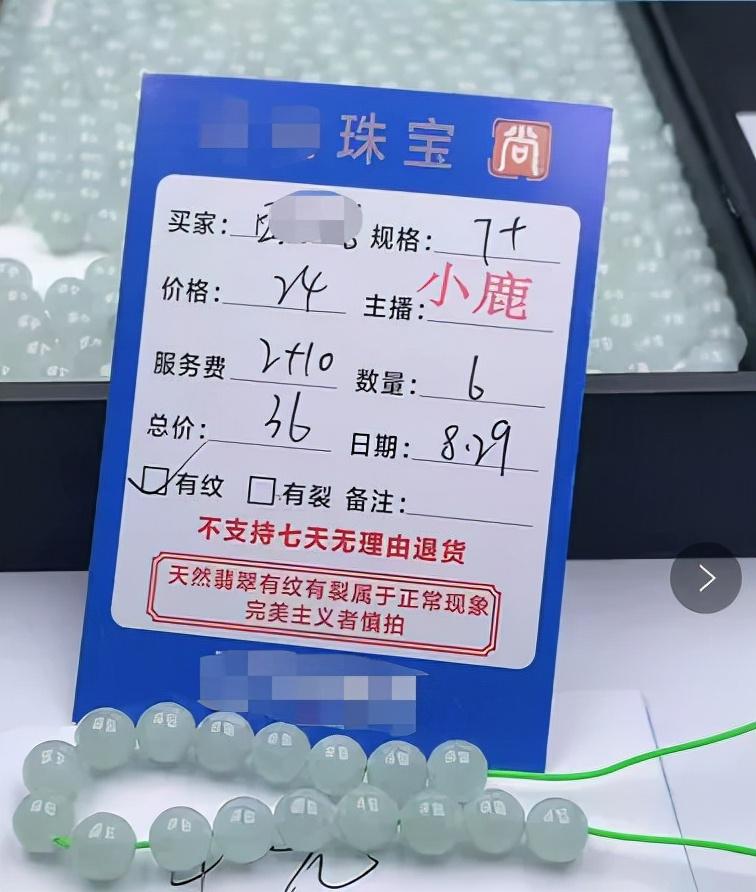 珠宝 尚
买家： 规格：7+
价格：24 主播：小鹿
服务费 2+10 数量：6
总价：36 日期：8.29
有纹 有裂 备注：
不支持七天无理由退货
天然翡翠有纹有裂属于正常现象
完美主义者慎拍